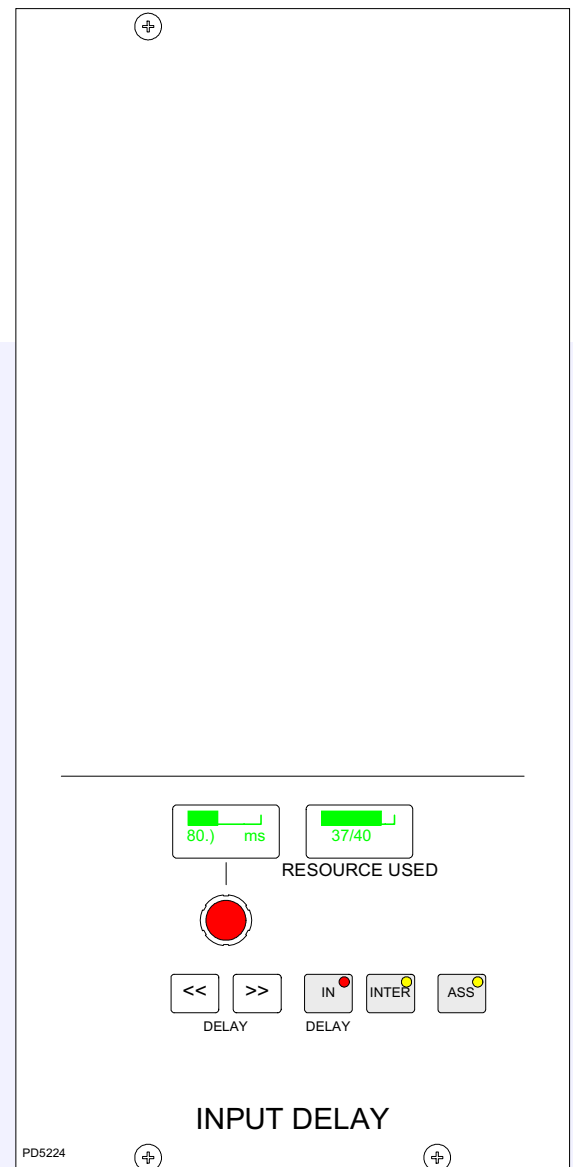 80.) ms
37/40
RESOURCE USED
<< >> IN INTER ASS
DELAY DELAY
INPUT DELAY
PD5224